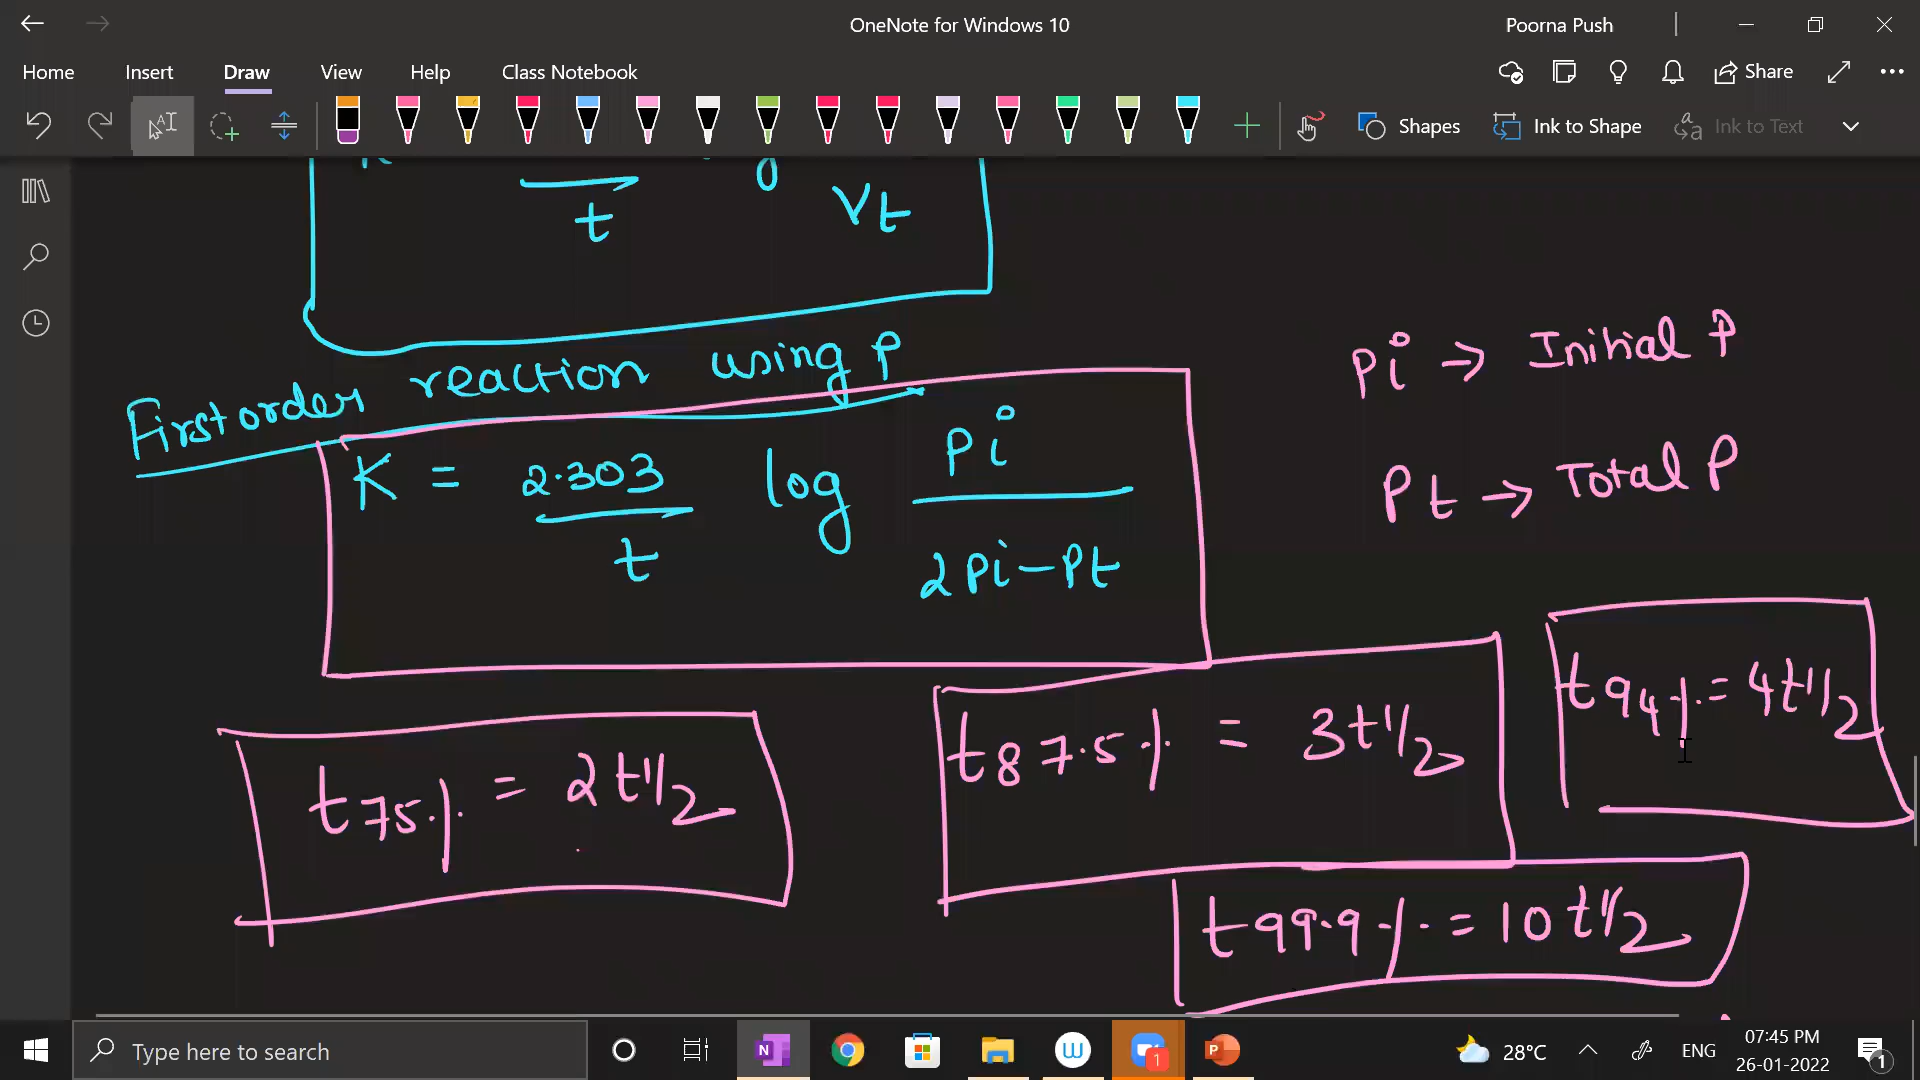 OneNote for Windows 10
Poorna Push
Home Insert Draw View Help Class Notebook
Share
Shapes Ink to Shape Ink to Text
t
Vt
First order reaction using P
K = 2.303 / t log Pi / 2Pi-Pt
Pi → Initial P
Pt → Total P
t75% = 2t1/2
t87.5% = 3t1/2
t94% = 4t1/2
t99.9% = 10t1/2
Type here to search
28°C
ENG
07:45 PM
26-01-2022